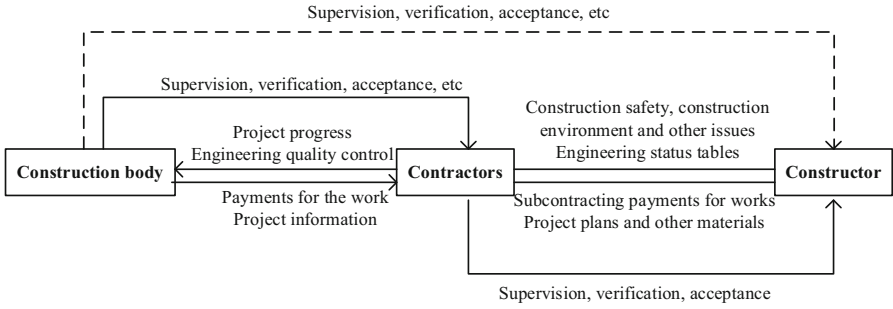 Supervision, verification, acceptance, etc
Supervision, verification, acceptance, etc
Project progress
Engineering quality control
Construction safety, construction
environment and other issues
Engineering status tables
Construction body
Contractors
Constructor
Payments for the work
Project information
Subcontracting payments for works
Project plans and other materials
Supervision, verification, acceptance